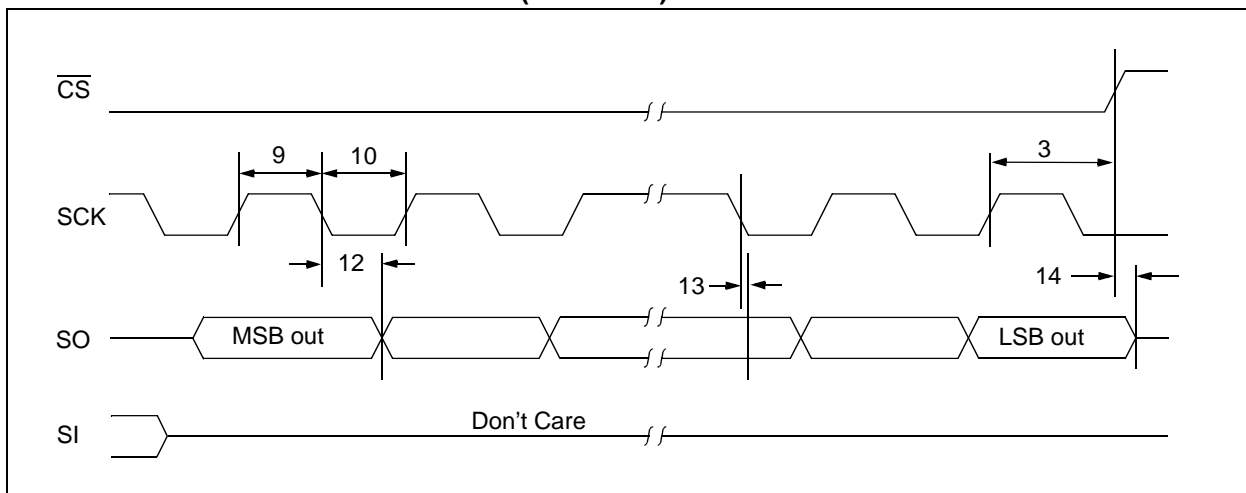 CS
9
10
3
SCK
12
13
14
SO
MSB out
LSB out
SI
Don't Care